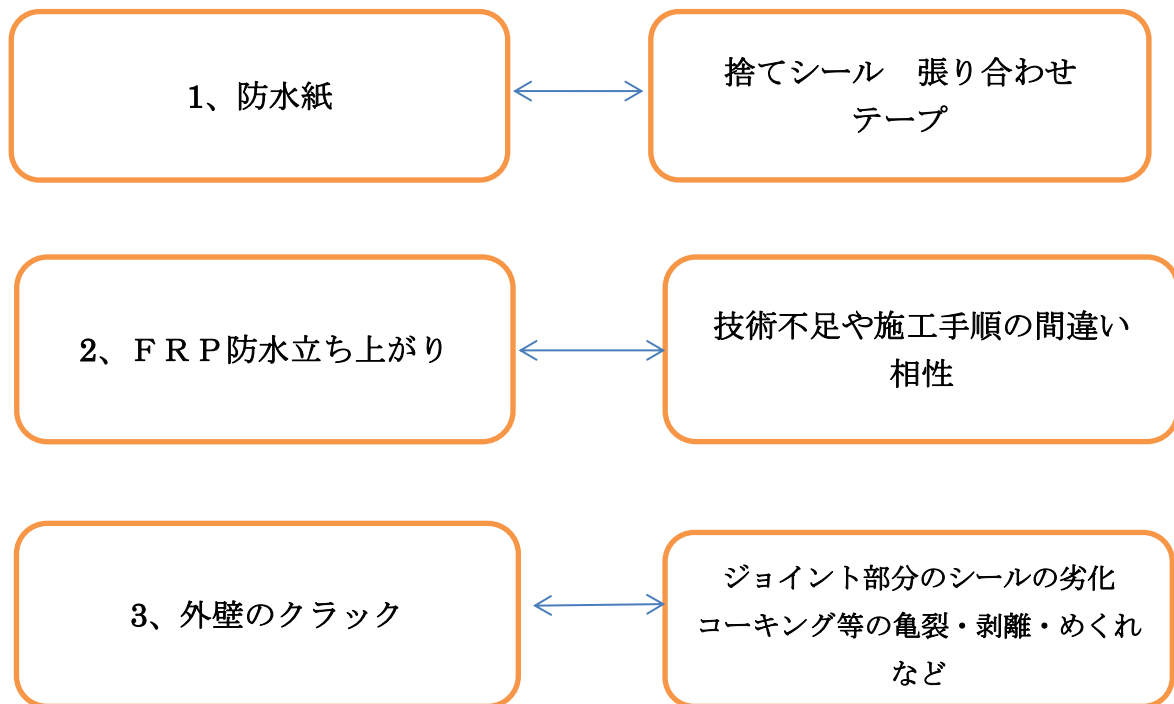 1、防水紙
捨てシール　張り合わせ
テープ
2、ＦＲＰ防水立ち上がり
技術不足や施工手順の間違い
相性
3、外壁のクラック
ジョイント部分のシールの劣化
コーキング等の亀裂・剥離・めくれ
など